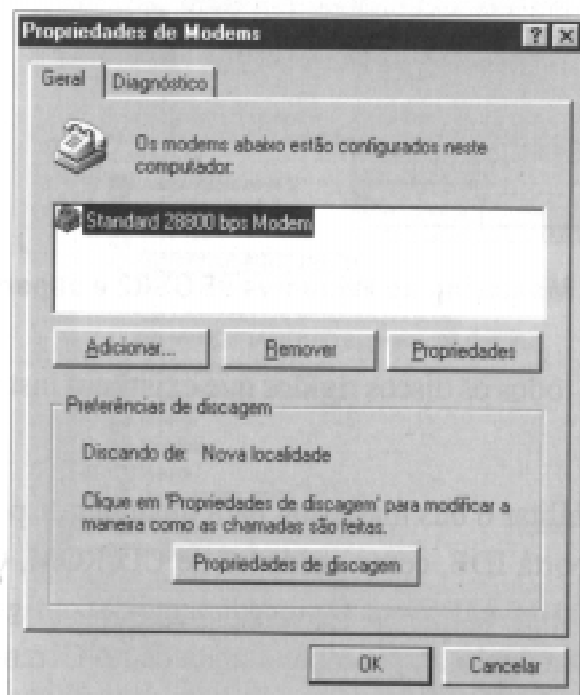 Propriedades de Modems
Geral
Diagnóstico
Os modems abaixo estão configurados neste
computador:
Standard 28800 bps Modem
Adicionar...
Remover
Propriedades
Preferências de discagem
Discando de: Nova localidade
Clique em 'Propriedades de discagem' para modificar a
maneira como as chamadas são feitas.
Propriedades de discagem
OK
Cancelar